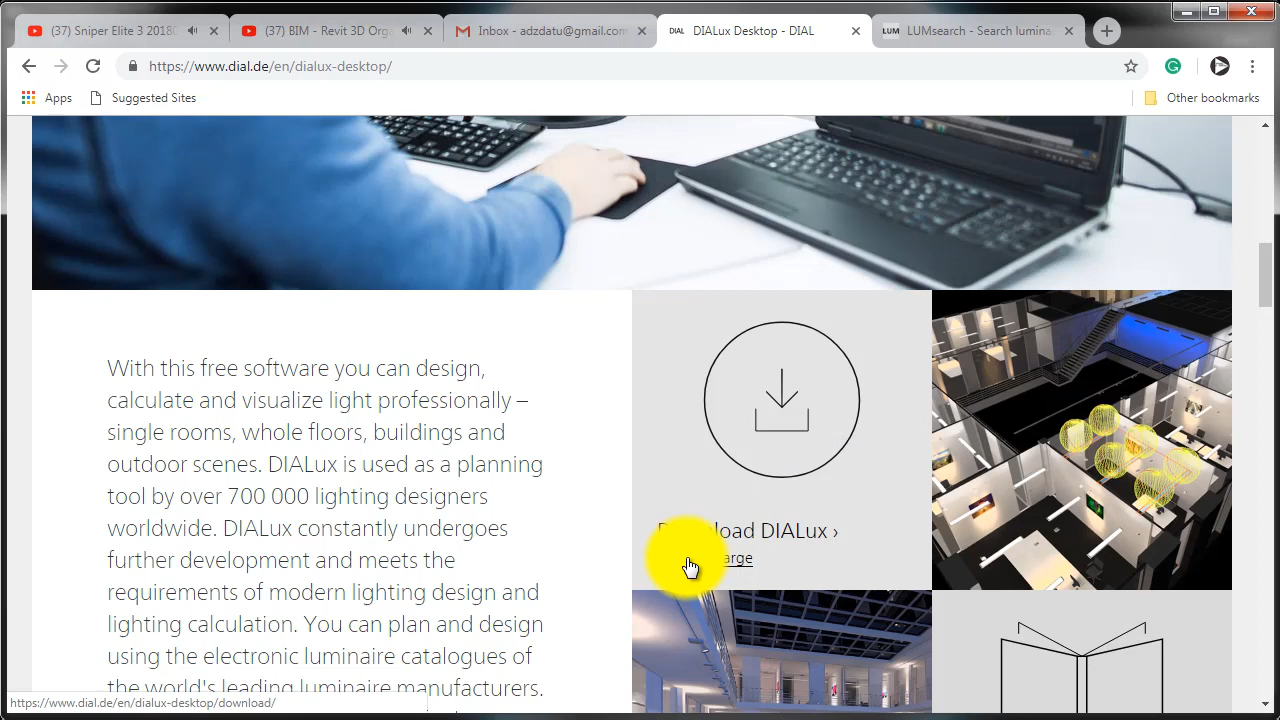 (37) Sniper Elite 3 2018
(37) BIM - Revit 3D Org
Inbox - adzdatu@gmail.com
DIAL
DIALux Desktop - DIAL
LUM
LUMsearch - Search lumina
https://www.dial.de/en/dialux-desktop/
Apps
Suggested Sites
Other bookmarks
With this free software you can design,
calculate and visualize light professionally –
single rooms, whole floors, buildings and
outdoor scenes. DIALux is used as a planning
tool by over 700 000 lighting designers
worldwide. DIALux constantly undergoes
further development and meets the
requirements of modern lighting design and
lighting calculation. You can plan and design
using the electronic luminaire catalogues of
the world's leading luminaire manufacturers.
Download DIALux ›
https://www.dial.de/en/dialux-desktop/download/